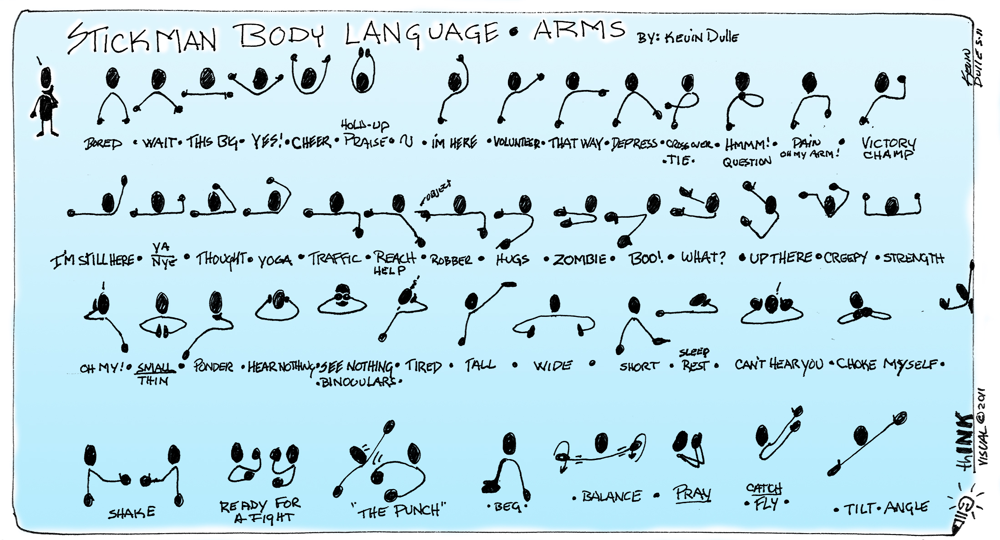 STICKMAN BODY LANGUAGE • ARMS BY: KEVIN DULLE
KEVIN
DULLE 5-11
HOLD-UP
BORED • WAIT • THIS BIG • YES! • CHEER • PRAISE • • I'M HERE • VOLUNTEER • THAT WAY • DEPRESS • CROSS OVER • HMMM! • PAIN • VICTORY
• TIE • QUESTION OH MY ARM! CHAMP
OBJECT
YA
I'M STILL HERE • NYE • THOUGHT • YOGA • TRAFFIC • REACH • ROBBER • HUGS • ZOMBIE • BOO! • WHAT? • UP THERE • CREEPY • STRENGTH
HELP
SLEEP
OH MY! • SMALL • PONDER • HEAR NOTHING • SEE NOTHING • TIRED • TALL • WIDE • SHORT • REST • CAN'T HEAR YOU • CHOKE MYSELF •
THIN • BINOCULARS •
SHAKE
READY FOR
A FIGHT
"THE PUNCH"
• BEG •
• BALANCE • PRAY
CATCH
• FLY •
• TILT • ANGLE
thINK
VISUAL © 2011